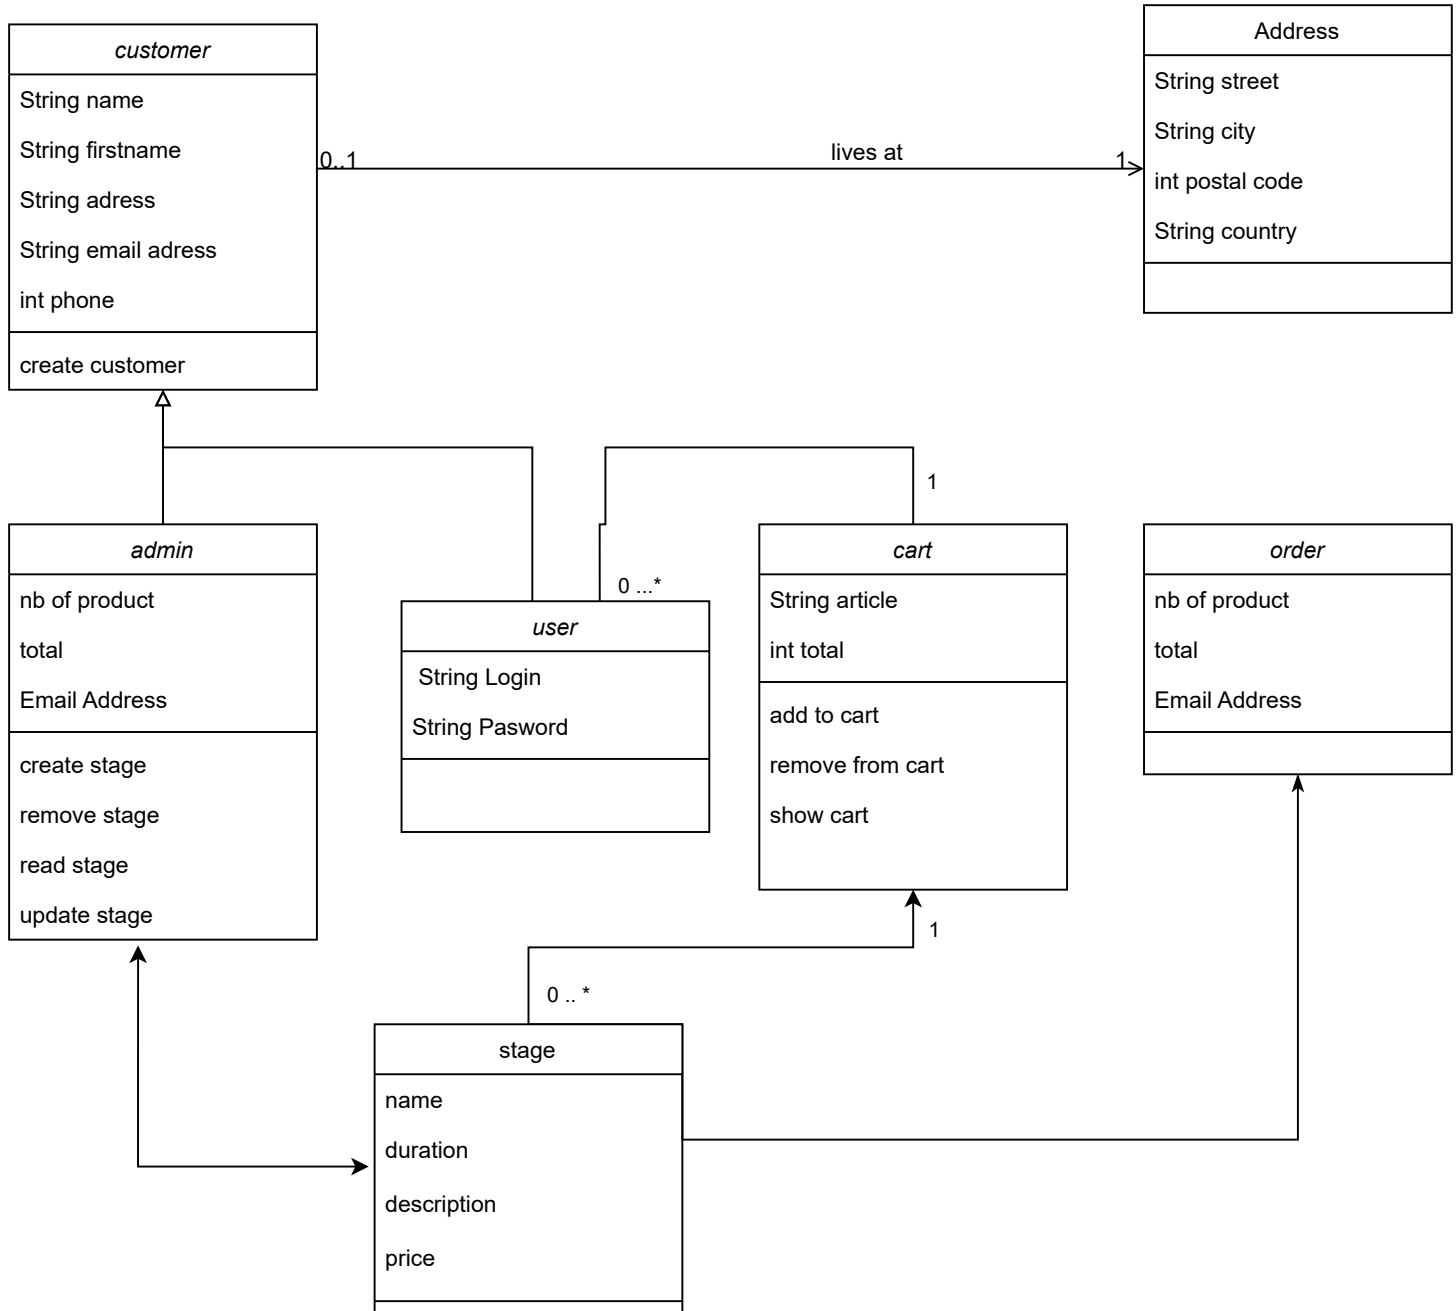 customer
String name
String firstname
String adress
String email adress
int phone
create customer
0..1
lives at
1
Address
String street
String city
int postal code
String country
admin
nb of product
total
Email Address
create stage
remove stage
read stage
update stage
0 ...*
user
String Login
String Pasword
1
cart
String article
int total
add to cart
remove from cart
show cart
1
order
nb of product
total
Email Address
0 .. *
stage
name
duration
description
price